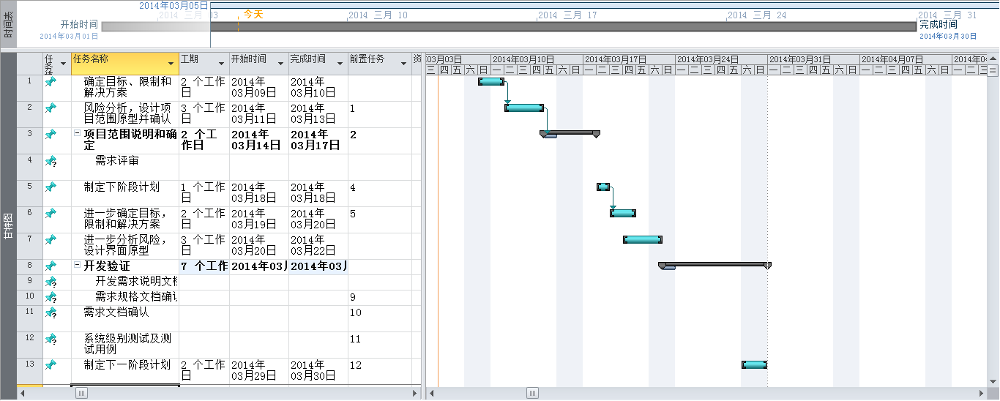 2014年03月05日
2014 三月 03
今天
2014 三月 10
2014 三月 17
2014 三月 24
2014 三月 31
时间表
开始时间
2014年03月01日
完成时间
2014年03月30日
甘特图
任务模 任务名称 工期 开始时间 完成时间 前置任务 资
03月03日 2014年03月10日 2014年03月17日 2014年03月24日 2014年03月31日 2014年04月07日 2014年04
三 四 五 六 日 一 二 三 四 五 六 日 一 二 三 四 五 六 日 一 二 三 四 五 六 日 一 二 三 四 五 六 日 一 二 三 四 五 六 日 一 二 三
1 确定目标、限制和 2 个工作 2014年 2014年
解决方案 日 03月09日 03月10日
2 风险分析，设计项 3 个工作 2014年 2014年 1
目范围原型并确认 日 03月11日 03月13日
3 项目范围说明和确 2 个工 2014年 2014年 2
定 作日 03月14日 03月17日
4 需求评审
?
5 制定下阶段计划 1 个工作 2014年 2014年 4
日 03月18日 03月18日
6 进一步确定目标， 2 个工作 2014年 2014年 5
限制和解决方案 日 03月19日 03月20日
7 进一步分析风险， 3 个工作 2014年 2014年
设计界面原型 日 03月20日 03月22日
8 开发验证 7 个工作 2014年03月 2014年03月
9 ? 开发需求说明文档
10 ? 需求规格文档确认 9
11 ? 需求文档确认 10
12 ? 系统级别测试及测 11
试用例
13 制定下一阶段计划 2 个工作 2014年 2014年 12
日 03月29日 03月30日